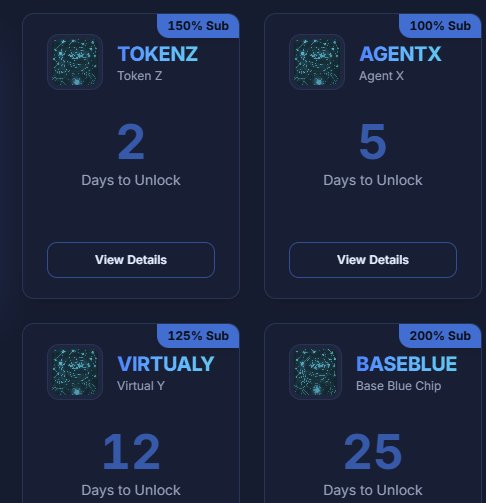 150% Sub
TOKENZ
Token Z
2
Days to Unlock
View Details
100% Sub
AGENTX
Agent X
5
Days to Unlock
View Details
125% Sub
VIRTUALY
Virtual Y
12
Days to Unlock
200% Sub
BASEBLUE
Base Blue Chip
25
Days to Unlock